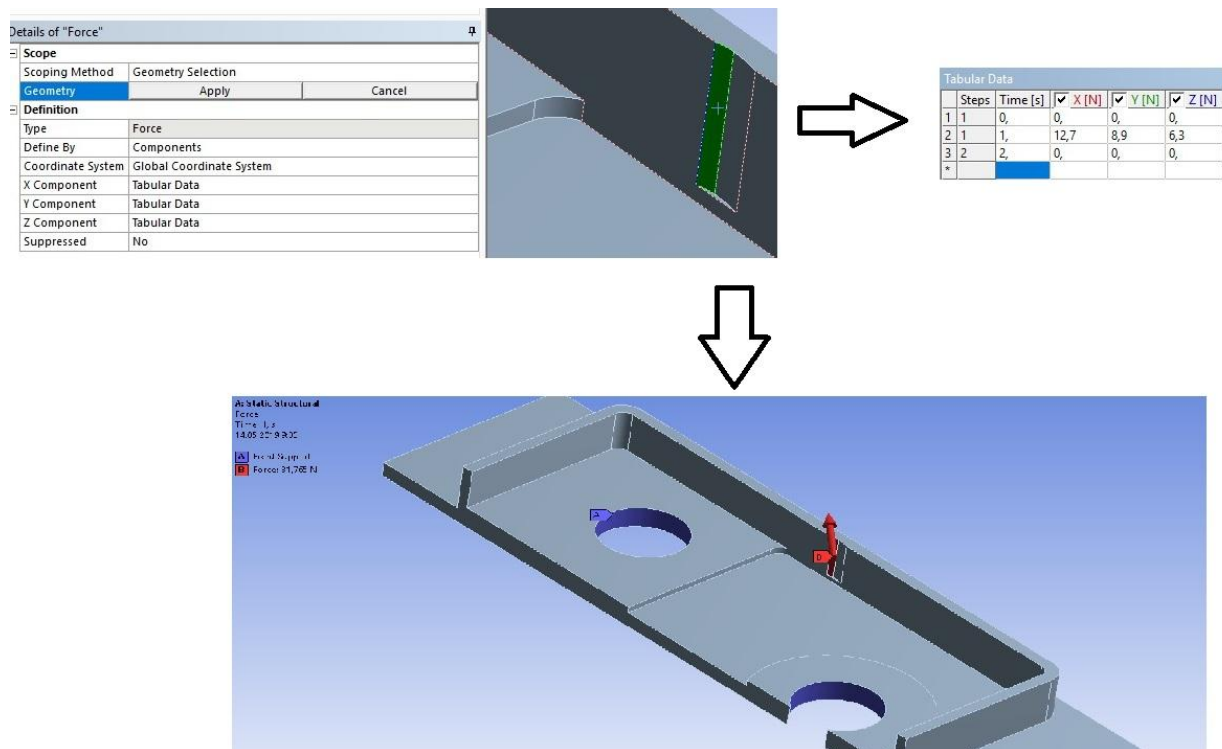 Details of "Force"
Scope
Scoping Method Geometry Selection
Geometry Apply Cancel
Definition
Type Force
Define By Components
Coordinate System Global Coordinate System
X Component Tabular Data
Y Component Tabular Data
Z Component Tabular Data
Suppressed No
Tabular Data
Steps Time [s] X [N] Y [N] Z [N]
1 1 0, 0, 0, 0,
2 1 1, 12,7 8,9 6,3
3 2 2, 0, 0, 0,
*
A: Static Structural
Force
Time: 1, s
A Fixed Support
B Force:
A
B